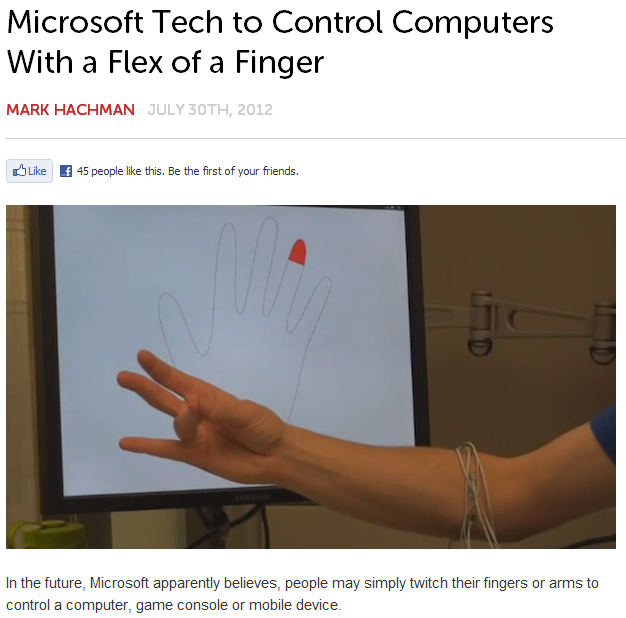 Microsoft Tech to Control Computers
With a Flex of a Finger
MARK HACHMAN - JULY 30TH, 2012
Like
45 people like this. Be the first of your friends.
In the future, Microsoft apparently believes, people may simply twitch their fingers or arms to
control a computer, game console or mobile device.